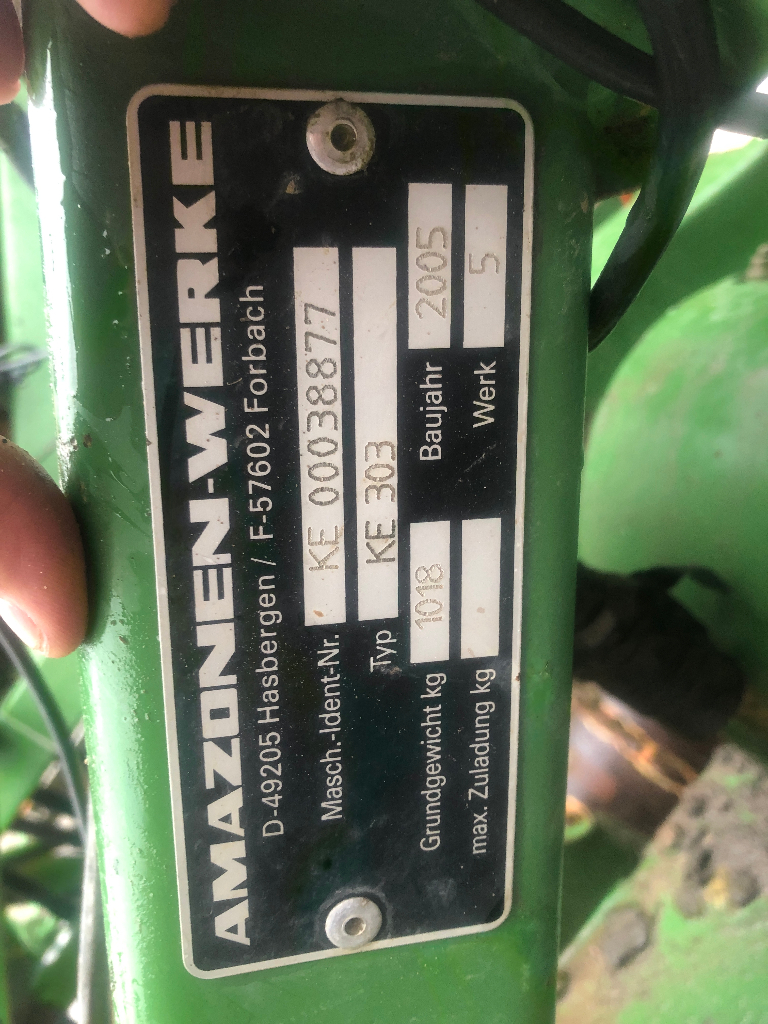 AMAZONEN-WERKE
D-49205 Hasbergen / F-57602 Forbach
Masch.-Ident-Nr. KE 00038877
Typ KE 303
Grundgewicht kg 1018 Baujahr 2005
max. Zuladung kg Werk 5